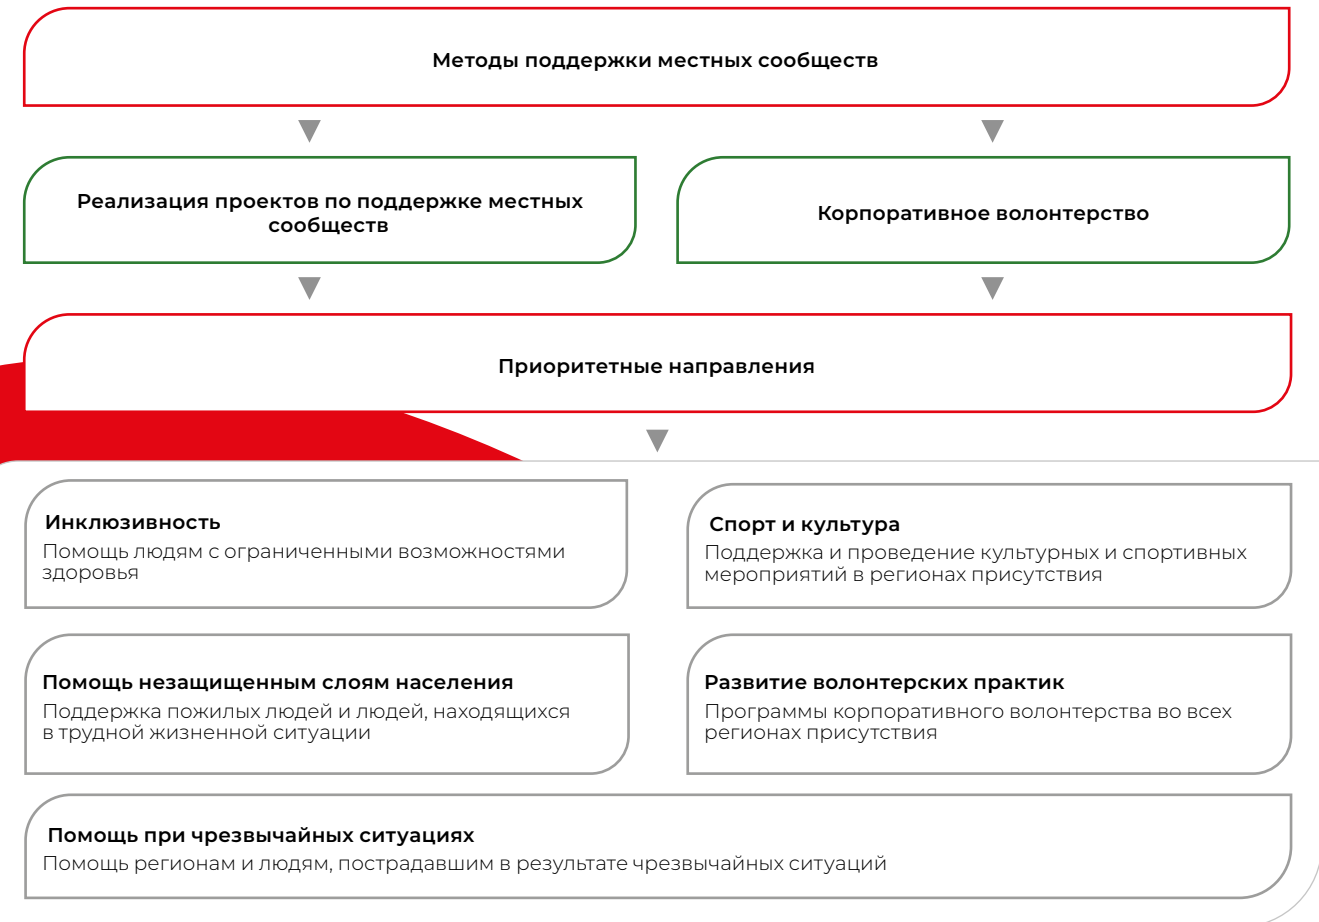 Методы поддержки местных сообществ
Реализация проектов по поддержке местных
сообществ
Корпоративное волонтерство
Приоритетные направления
Инклюзивность
Помощь людям с ограниченными возможностями
здоровья
Спорт и культура
Поддержка и проведение культурных и спортивных
мероприятий в регионах присутствия
Помощь незащищенным слоям населения
Поддержка пожилых людей и людей, находящихся
в трудной жизненной ситуации
Развитие волонтерских практик
Программы корпоративного волонтерства во всех
регионах присутствия
Помощь при чрезвычайных ситуациях
Помощь регионам и людям, пострадавшим в результате чрезвычайных ситуаций